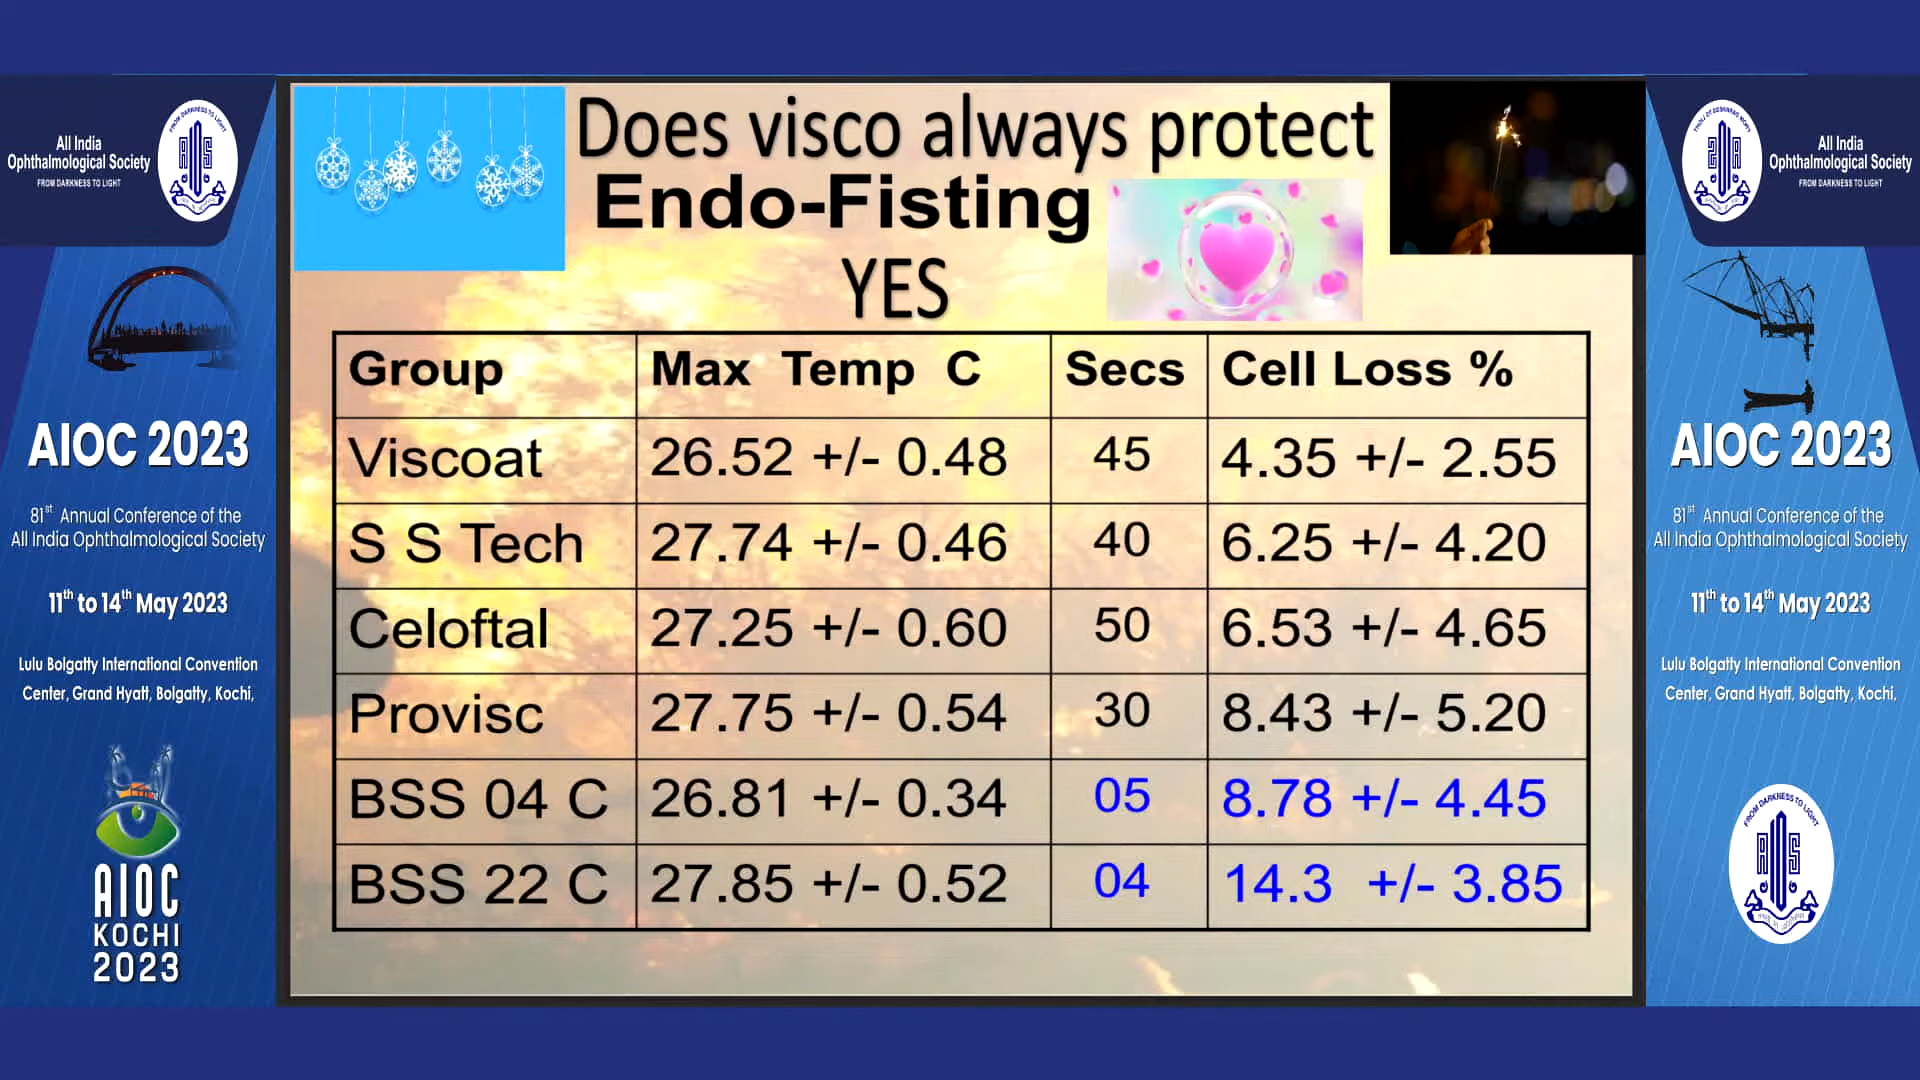 All India
Ophthalmological Society
FROM DARKNESS TO LIGHT
AIOC 2023
81st Annual Conference of the
All India Ophthalmological Society
11th to 14th May 2023
Lulu Bolgatty International Convention
Center, Grand Hyatt, Bolgatty, Kochi,
AIOC
KOCHI
2023
Does visco always protect
Endo-Fisting
YES
Group Max Temp C Secs Cell Loss %
Viscoat 26.52 +/- 0.48 45 4.35 +/- 2.55
S S Tech 27.74 +/- 0.46 40 6.25 +/- 4.20
Celoftal 27.25 +/- 0.60 50 6.53 +/- 4.65
Provisc 27.75 +/- 0.54 30 8.43 +/- 5.20
BSS 04 C 26.81 +/- 0.34 05 8.78 +/- 4.45
BSS 22 C 27.85 +/- 0.52 04 14.3 +/- 3.85
All India
Ophthalmological Society
FROM DARKNESS TO LIGHT
AIOC 2023
81st Annual Conference of the
All India Ophthalmological Society
11th to 14th May 2023
Lulu Bolgatty International Convention
Center, Grand Hyatt, Bolgatty, Kochi,
FROM DARKNESS TO LIGHT